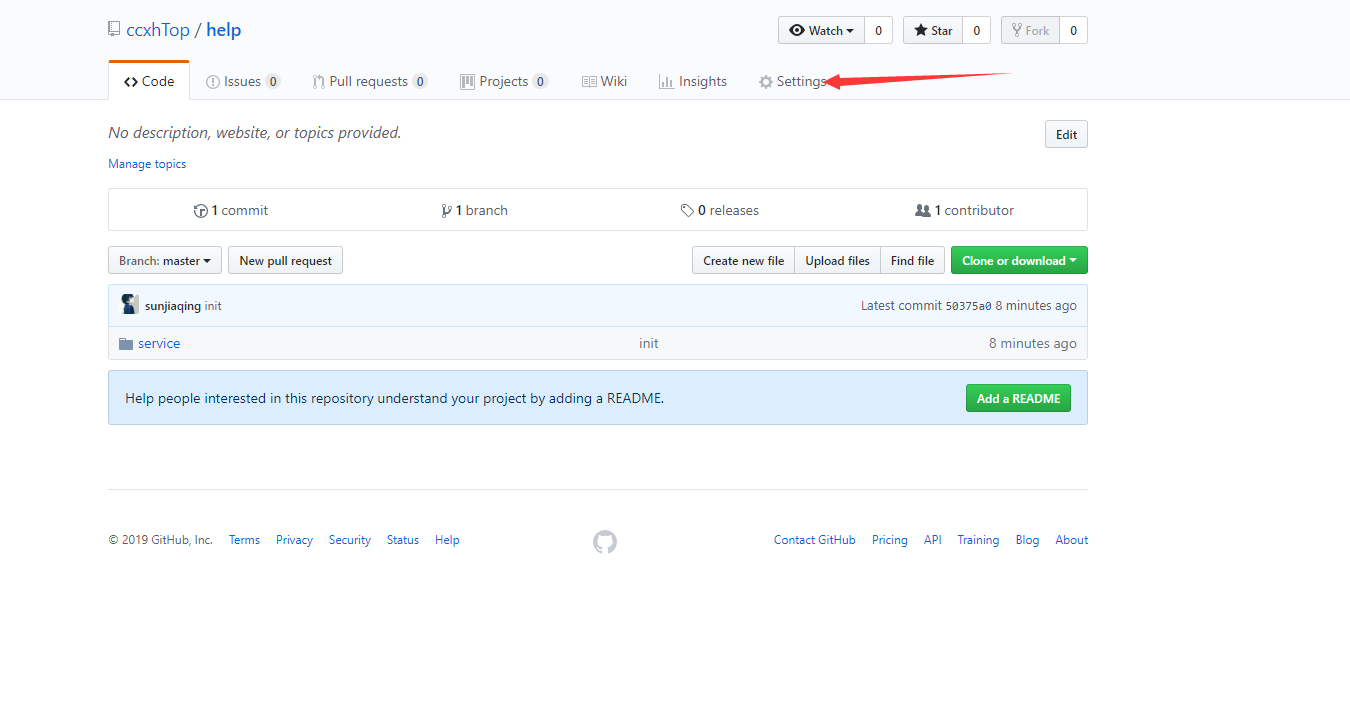 ccxhTop / help
Watch 0 Star 0 Fork 0
Code Issues 0 Pull requests 0 Projects 0 Wiki Insights Settings
No description, website, or topics provided.
Edit
Manage topics
1 commit 1 branch 0 releases 1 contributor
Branch: master New pull request Create new file Upload files Find file Clone or download
sunjiaqing init Latest commit 50375a0 8 minutes ago
service init 8 minutes ago
Help people interested in this repository understand your project by adding a README. Add a README
© 2019 GitHub, Inc. Terms Privacy Security Status Help Contact GitHub Pricing API Training Blog About